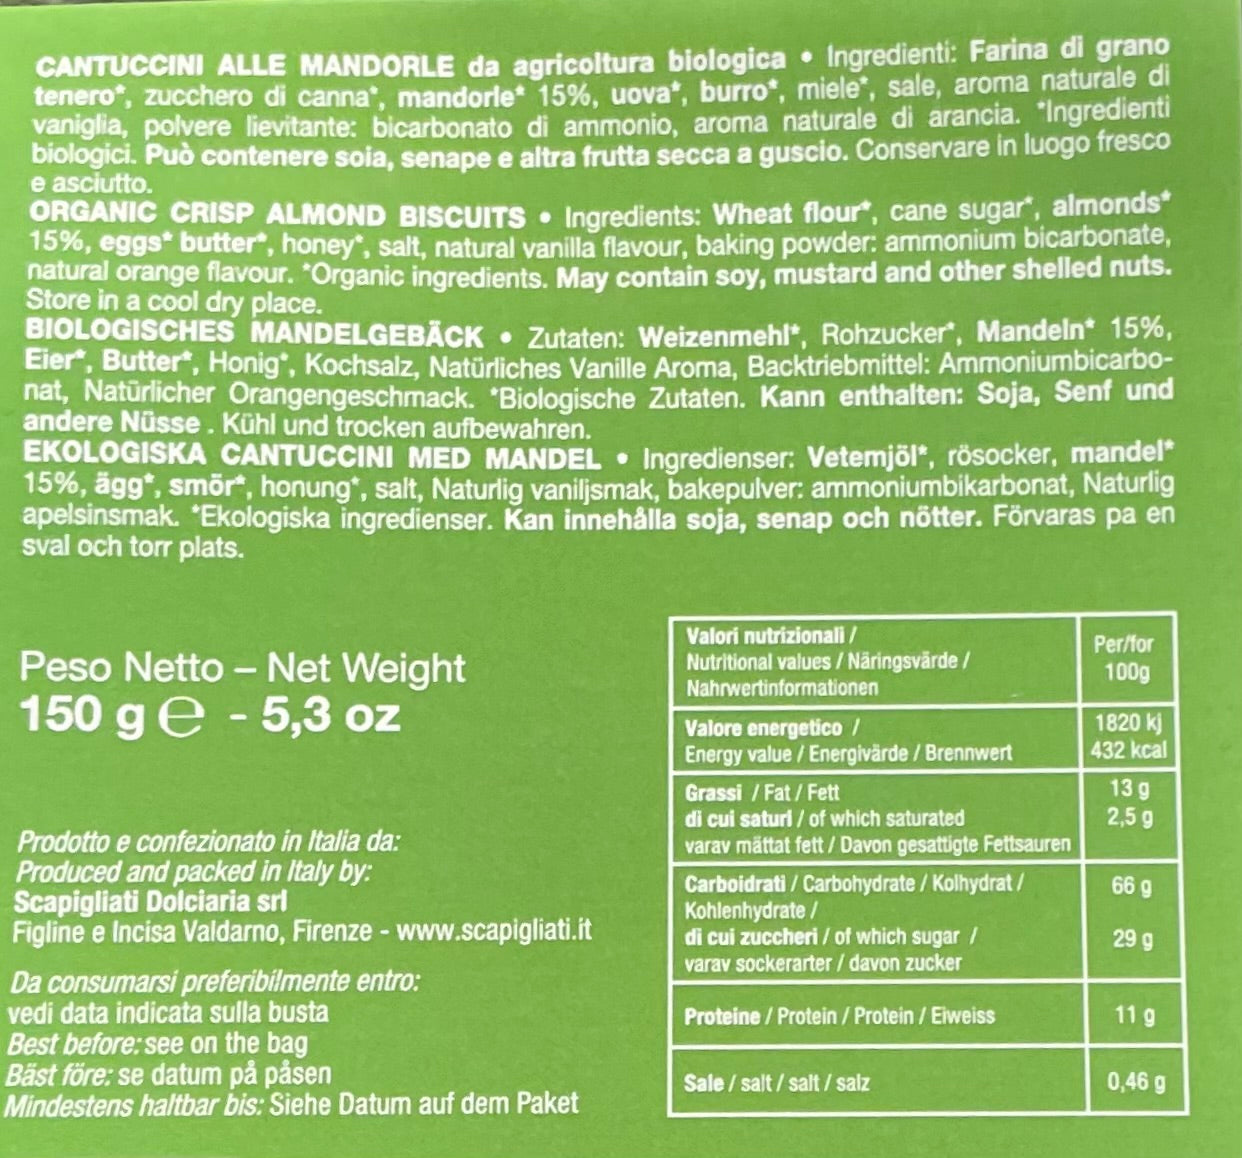 CANTUCCINI ALLE MANDORLE da agricoltura biologica • Ingredienti: Farina di grano
tenero*, zucchero di canna*, mandorle* 15%, uova*, burro*, miele*, sale, aroma naturale di
vaniglia, polvere lievitante: bicarbonato di ammonio, aroma naturale di arancia. *Ingredienti
biologici. Può contenere soia, senape e altra frutta secca a guscio. Conservare in luogo fresco
e asciutto.
ORGANIC CRISP ALMOND BISCUITS • Ingredients: Wheat flour*, cane sugar*, almonds*
15%, eggs* butter*, honey*, salt, natural vanilla flavour, baking powder: ammonium bicarbonate,
natural orange flavour. *Organic ingredients. May contain soy, mustard and other shelled nuts.
Store in a cool dry place.
BIOLOGISCHES MANDELGEBÄCK • Zutaten: Weizenmehl*, Rohzucker*, Mandeln* 15%,
Eier*, Butter*, Honig*, Kochsalz, Natürliches Vanille Aroma, Backtriebmittel: Ammoniumbicarbo-
nat, Natürlicher Orangengeschmack. *Biologische Zutaten. Kann enthalten: Soja, Senf und
andere Nüsse . Kühl und trocken aufbewahren.
EKOLOGISKA CANTUCCINI MED MANDEL • Ingredienser: Vetemjöl*, rösocker, mandel*
15%, ägg*, smör*, honung*, salt, Naturlig vaniljsmak, bakepulver: ammoniumbikarbonat, Naturlig
apelsinsmak. *Ekologiska ingredienser. Kan innehålla soja, senap och nötter. Förvaras pa en
sval och torr plats.
Peso Netto – Net Weight
150 g ℮ - 5,3 oz
Prodotto e confezionato in Italia da:
Produced and packed in Italy by:
Scapigliati Dolciaria srl
Figline e Incisa Valdarno, Firenze - www.scapigliati.it
Da consumarsi preferibilmente entro:
vedi data indicata sulla busta
Best before: see on the bag
Bäst före: se datum på påsen
Mindestens haltbar bis: Siehe Datum auf dem Paket
Valori nutrizionali /
Nutritional values / Näringsvärde /
Nahrwertinformationen
Per/for
100g
Valore energetico /
Energy value / Energivärde / Brennwert
1820 kj
432 kcal
Grassi / Fat / Fett
13 g
di cui saturi / of which saturated
2,5 g
varav mättat fett / Davon gesattigte Fettsauren
Carboidrati / Carbohydrate / Kolhydrat /
66 g
Kohlenhydrate /
di cui zuccheri / of which sugar /
29 g
varav sockerarter / davon zucker
Proteine / Protein / Protein / Eiweiss
11 g
Sale / salt / salt / salz
0,46 g